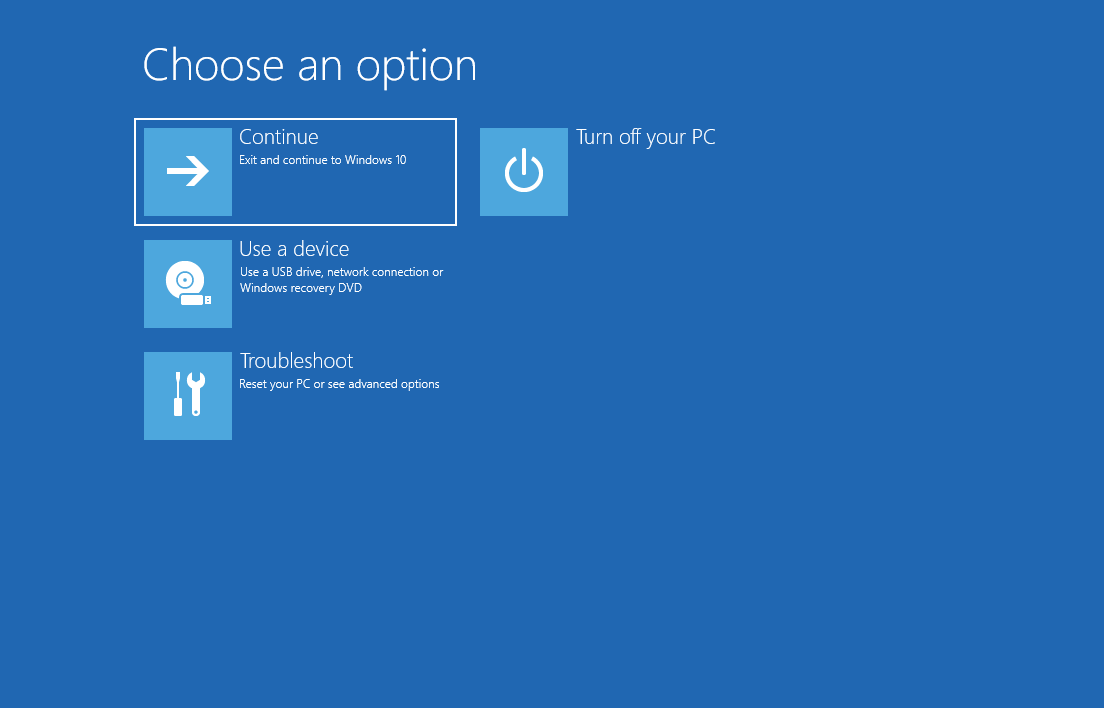 Choose an option
Continue
Exit and continue to Windows 10
Turn off your PC
Use a device
Use a USB drive, network connection or
Windows recovery DVD
Troubleshoot
Reset your PC or see advanced options